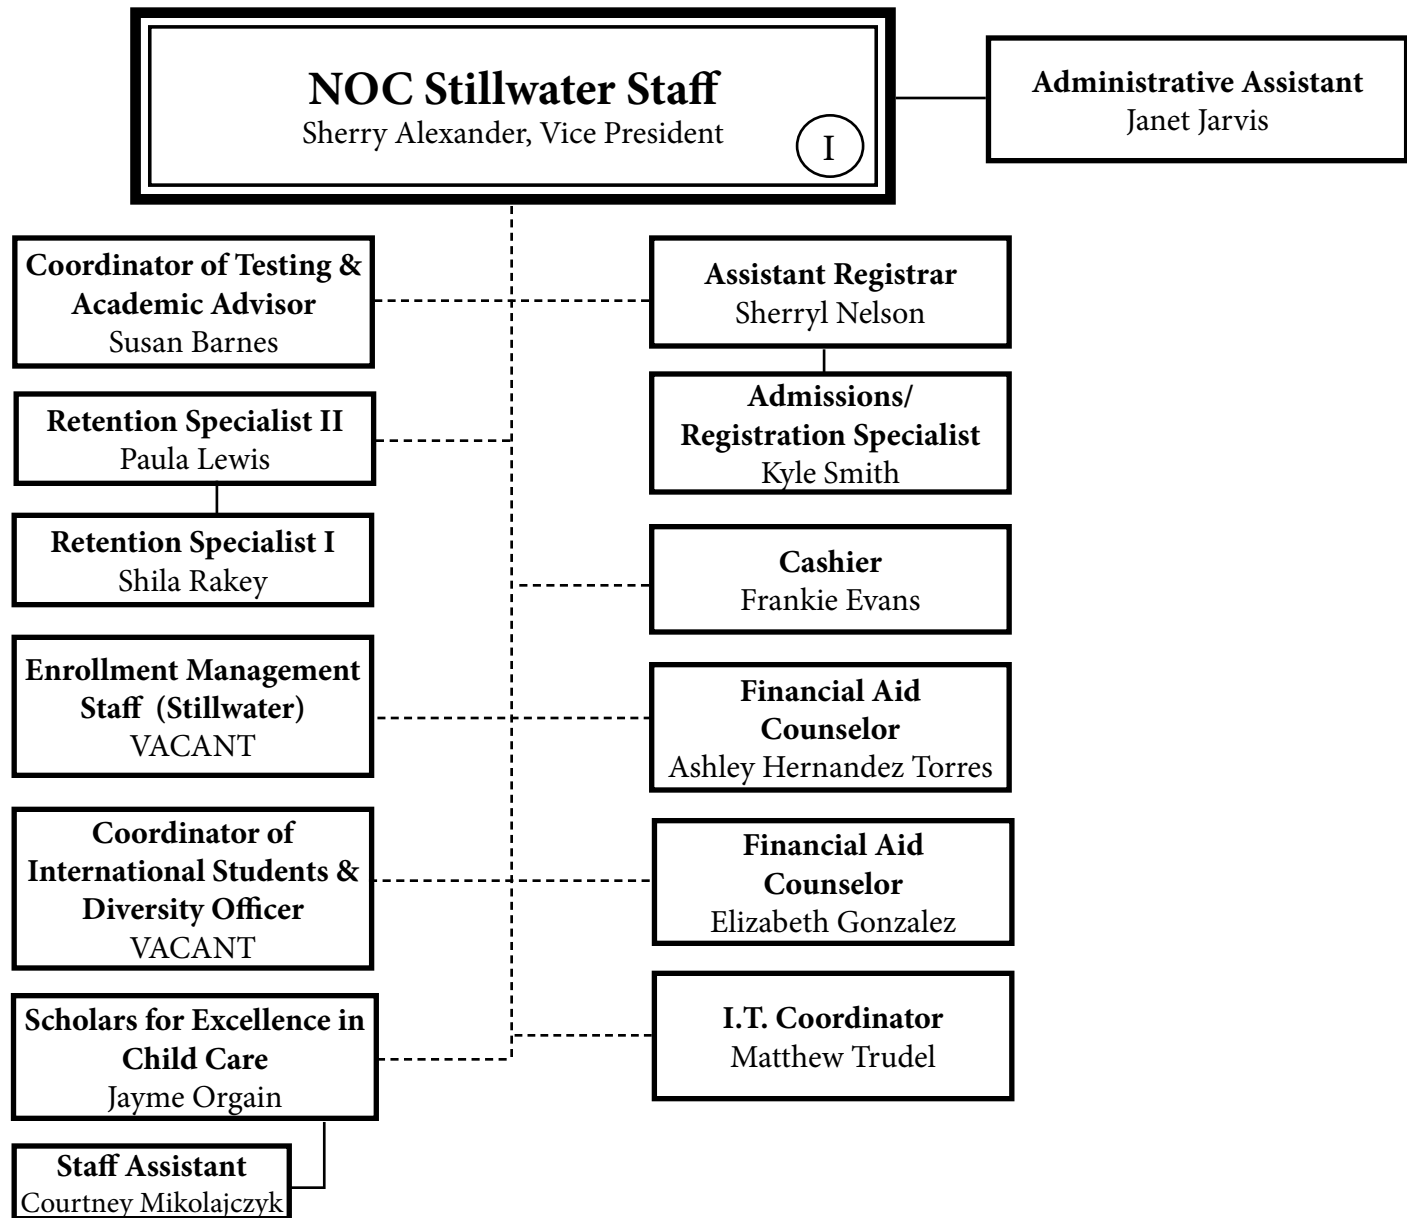 NOC Stillwater Staff
Sherry Alexander, Vice President
I
Administrative Assistant
Janet Jarvis
Coordinator of Testing &
Academic Advisor
Susan Barnes
Assistant Registrar
Sherryl Nelson
Retention Specialist II
Paula Lewis
Admissions/
Registration Specialist
Kyle Smith
Retention Specialist I
Shila Rakey
Cashier
Frankie Evans
Enrollment Management
Staff (Stillwater)
VACANT
Financial Aid
Counselor
Ashley Hernandez Torres
Coordinator of
International Students &
Diversity Officer
VACANT
Financial Aid
Counselor
Elizabeth Gonzalez
Scholars for Excellence in
Child Care
Jayme Orgain
I.T. Coordinator
Matthew Trudel
Staff Assistant
Courtney Mikolajczyk